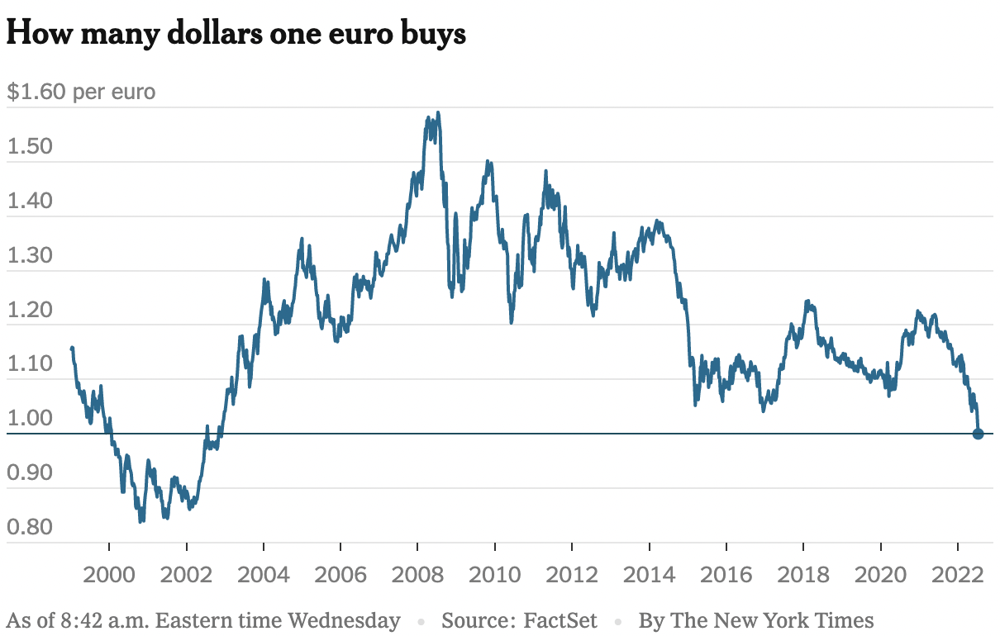 How many dollars one euro buys
$1.60 per euro
1.50
1.40
1.30
1.20
1.10
1.00
0.90
0.80
2000 2002 2004 2006 2008 2010 2012 2014 2016 2018 2020 2022
As of 8:42 a.m. Eastern time Wednesday • Source: FactSet • By The New York Times